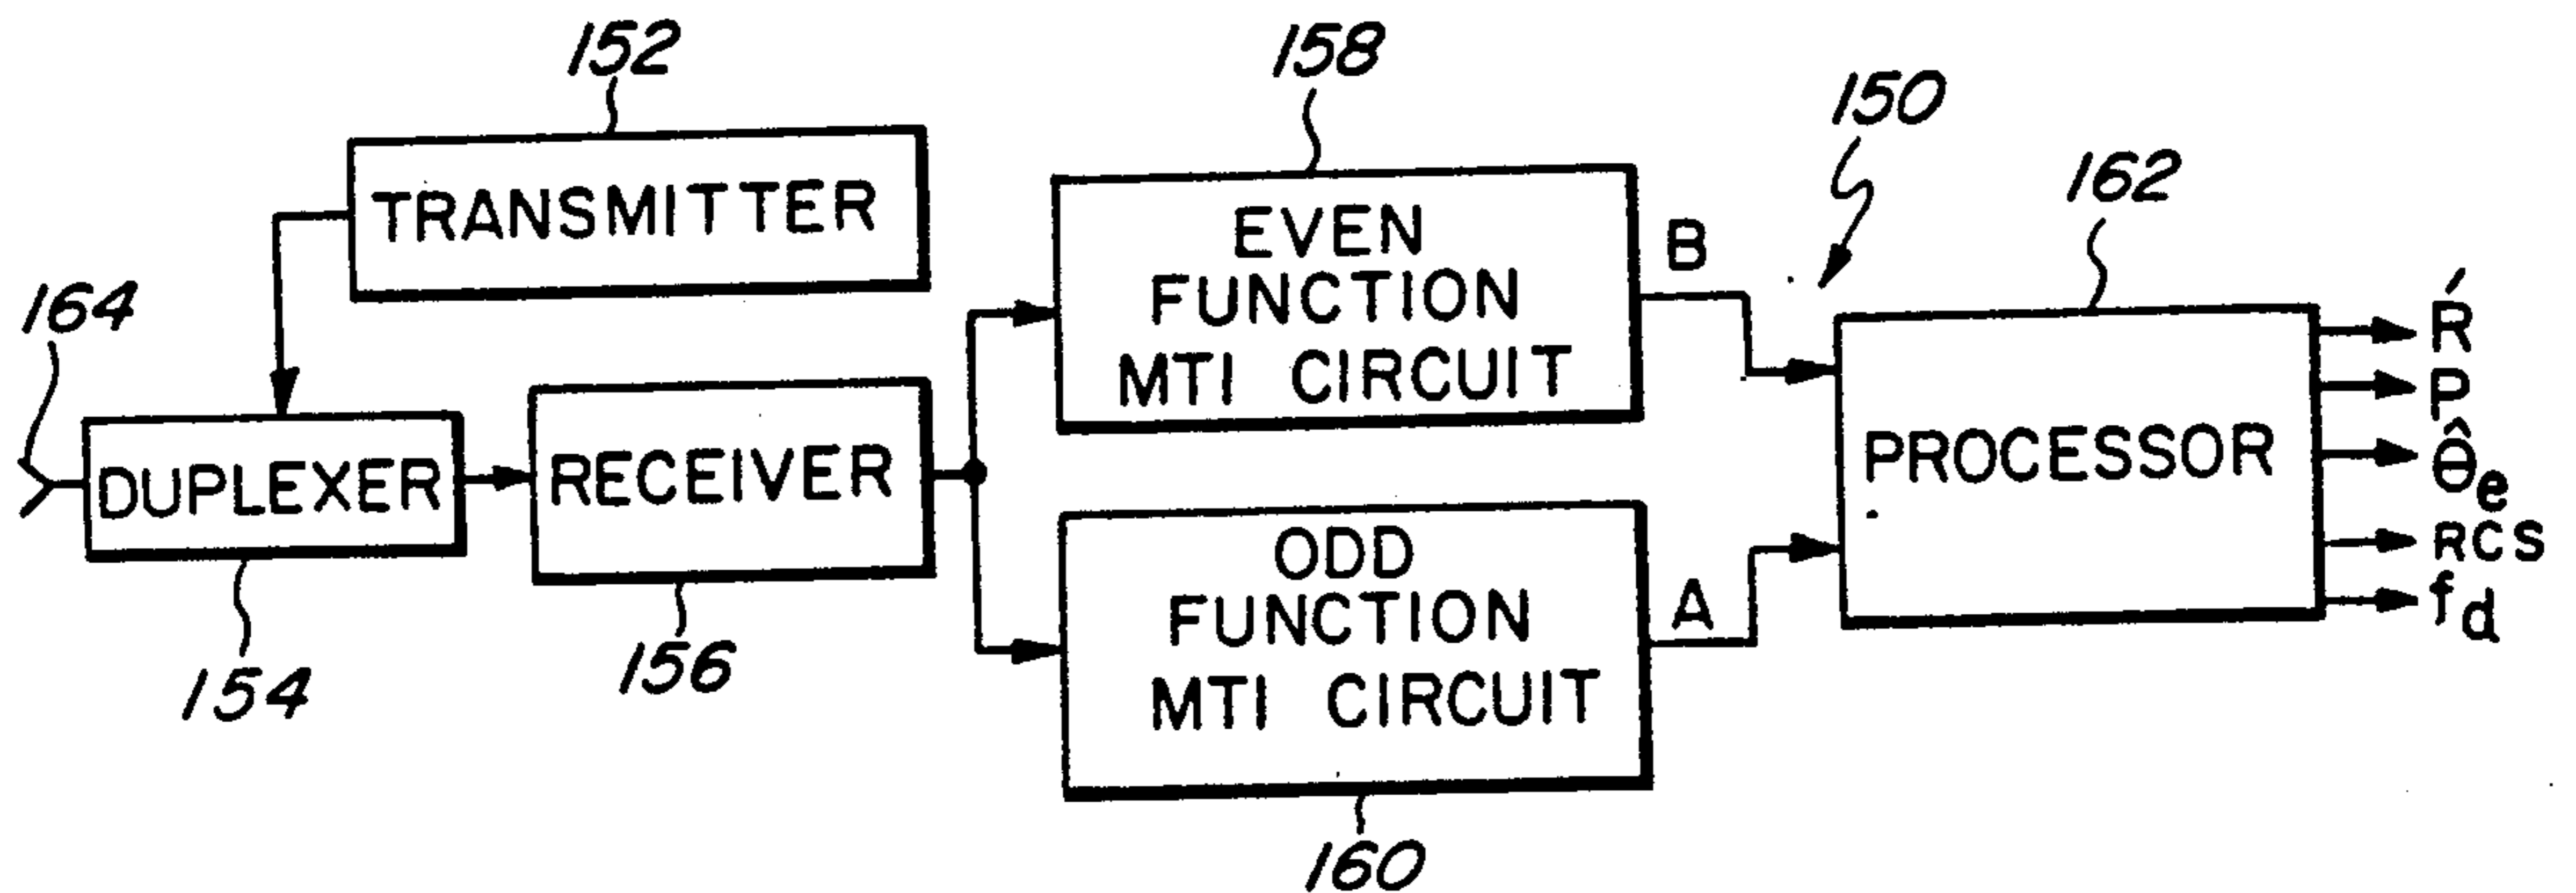 152
158
150
162
164
TRANSMITTER
EVEN
FUNCTION
MTI CIRCUIT
B
DUPLEXER
RECEIVER
PROCESSOR
Ŕ
P
θ̂e
RCS
fd
ODD
FUNCTION
MTI CIRCUIT
A
154
156
160